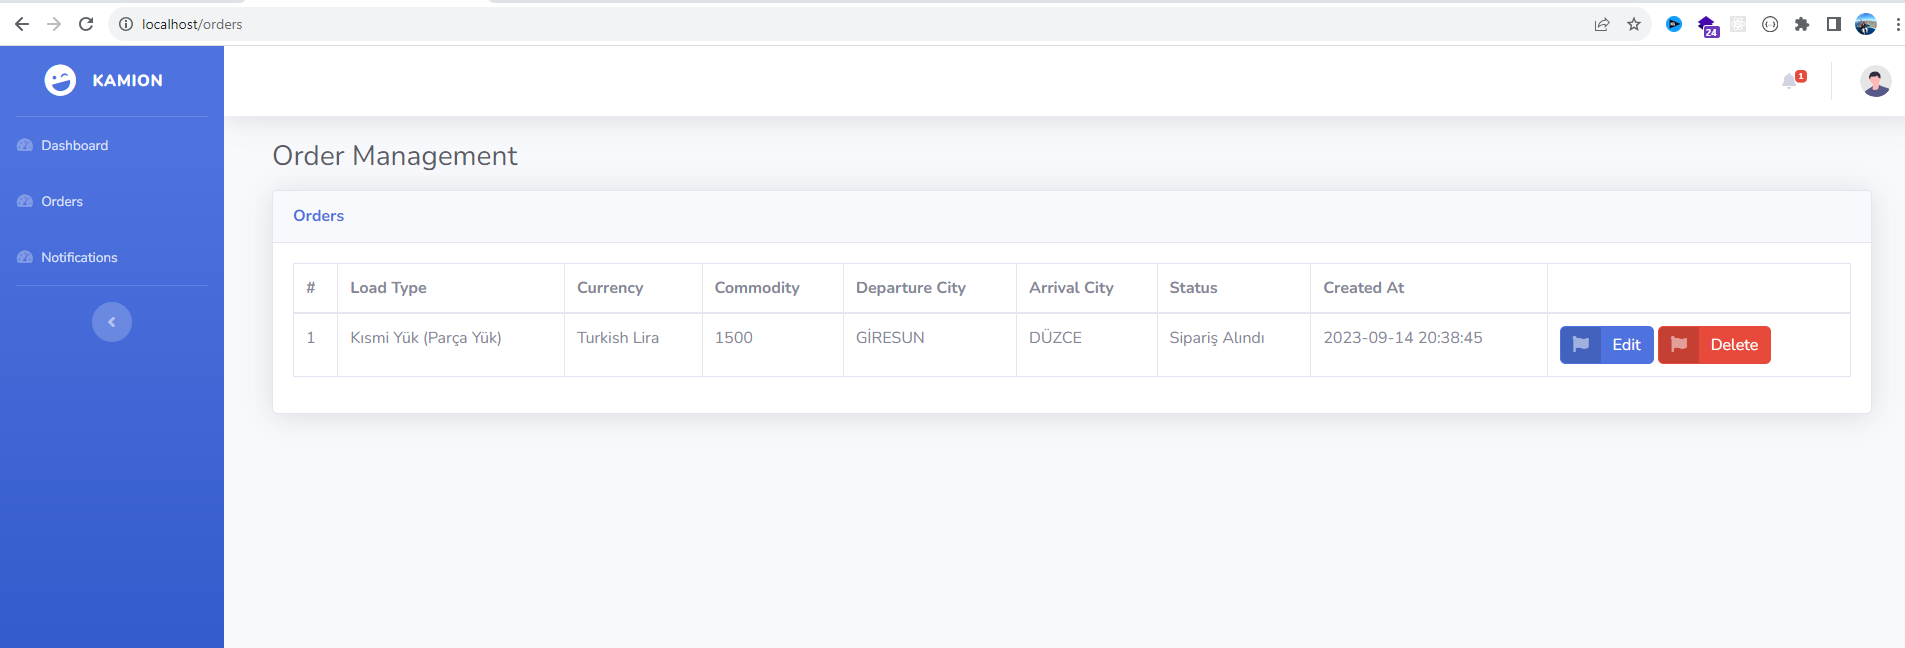 localhost/orders
24
KAMION
1
Dashboard
Orders
Notifications
Order Management
Orders
# Load Type Currency Commodity Departure City Arrival City Status Created At
1 Kısmi Yük (Parça Yük) Turkish Lira 1500 GİRESUN DÜZCE Sipariş Alındı 2023-09-14 20:38:45 Edit Delete